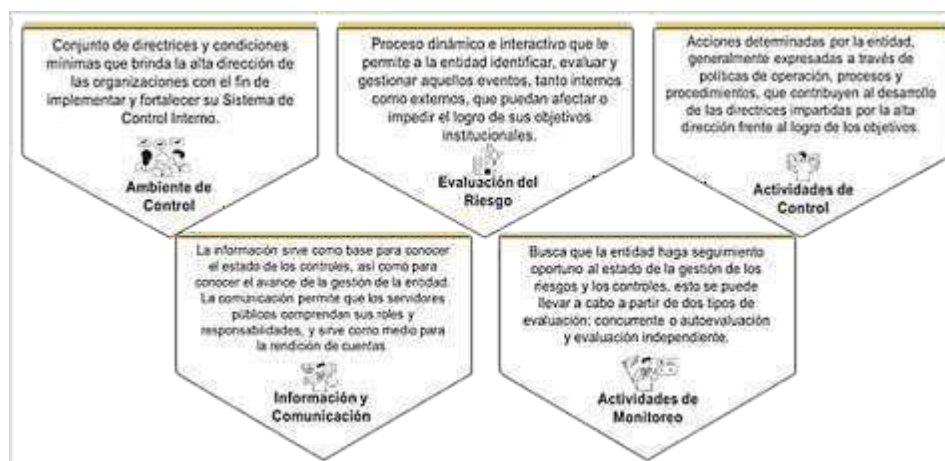 Conjunto de directrices y condiciones
mínimas que brinda la alta dirección de
las organizaciones con el fin de
implementar y fortalecer su Sistema de
Control Interno.
Ambiente de
Control
Proceso dinámico e interactivo que le
permite a la entidad identificar, evaluar y
gestionar aquellos eventos, tanto internos
como externos, que puedan afectar o
impedir el logro de sus objetivos
institucionales.
Evaluación del
Riesgo
Acciones determinadas por la entidad,
generalmente expresadas a través de
políticas de operación, procesos y
procedimientos, que contribuyen al desarrollo
de las directrices impartidas por la alta
dirección frente al logro de los objetivos.
Actividades de
Control
La información sirve como base para conocer
el estado de los controles, así como para
conocer el avance de la gestión de la entidad.
La comunicación permite que los servidores
públicos comprendan sus roles y
responsabilidades, y sirve como medio para
la rendición de cuentas
Información y
Comunicación
Busca que la entidad haga seguimiento
oportuno al estado de la gestión de los
riesgos y los controles, esto se puede
llevar a cabo a partir de dos tipos de
evaluación: concurrente o autoevaluación
y evaluación independiente.
Actividades de
Monitoreo